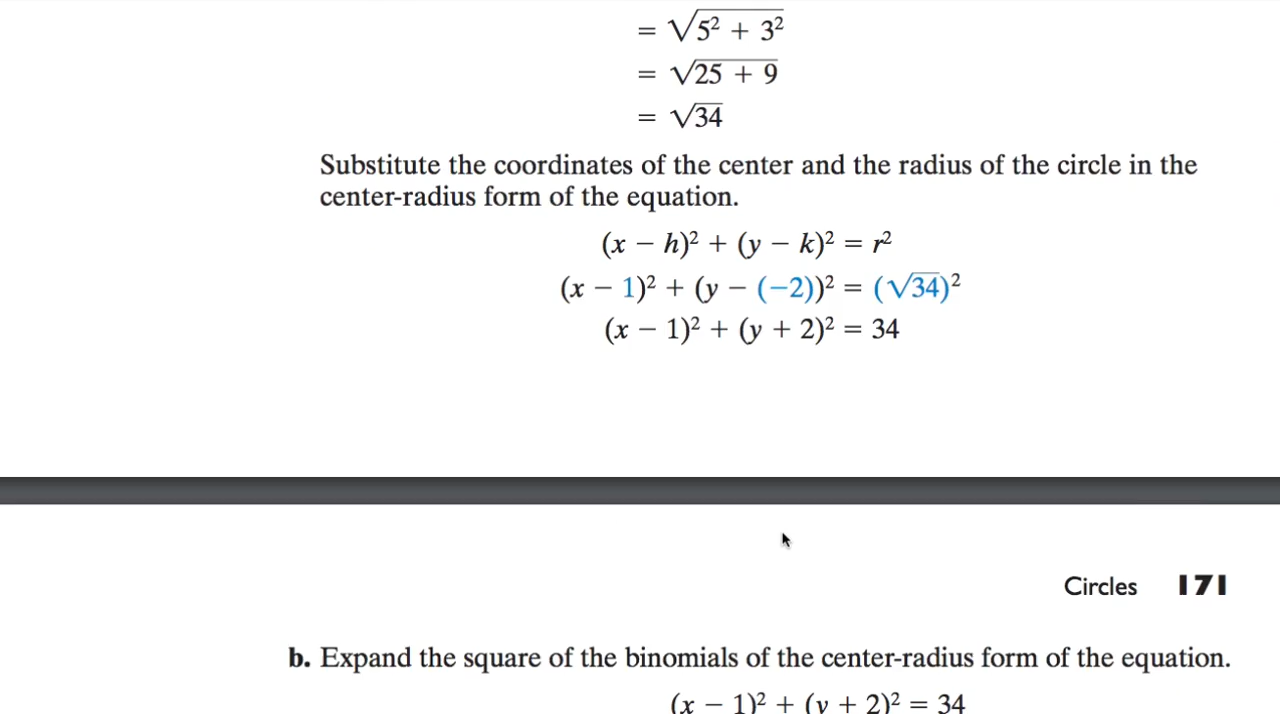 = √(5² + 3²)
= √(25 + 9)
= √34
Substitute the coordinates of the center and the radius of the circle in the
center-radius form of the equation.
(x − h)² + (y − k)² = r²
(x − 1)² + (y − (−2))² = (√34)²
(x − 1)² + (y + 2)² = 34
Circles 171
b. Expand the square of the binomials of the center-radius form of the equation.
(x − 1)² + (y + 2)² = 34